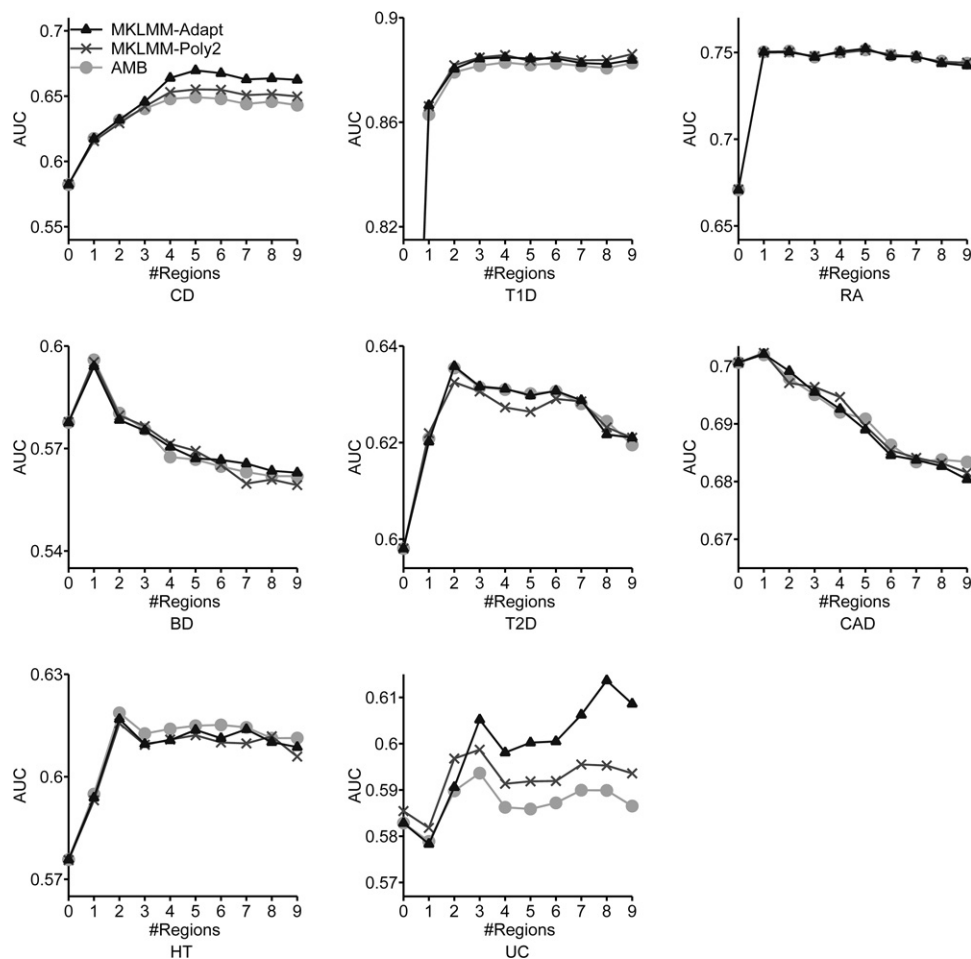 MKLMM-Adapt
MKLMM-Poly2
AMB
0.7
0.65
0.6
0.55
AUC
0 1 2 3 4 5 6 7 8 9
#Regions
CD
0.9
0.86
0.82
AUC
0 1 2 3 4 5 6 7 8 9
#Regions
T1D
0.75
0.7
0.65
AUC
0 1 2 3 4 5 6 7 8 9
#Regions
RA
0.6
0.57
0.54
AUC
0 1 2 3 4 5 6 7 8 9
#Regions
BD
0.64
0.62
0.6
AUC
0 1 2 3 4 5 6 7 8 9
#Regions
T2D
0.7
0.69
0.68
0.67
AUC
0 1 2 3 4 5 6 7 8 9
#Regions
CAD
0.63
0.60
0.57
AUC
0 1 2 3 4 5 6 7 8 9
#Regions
HT
0.61
0.6
0.59
0.58
0.57
AUC
0 1 2 3 4 5 6 7 8 9
#Regions
UC